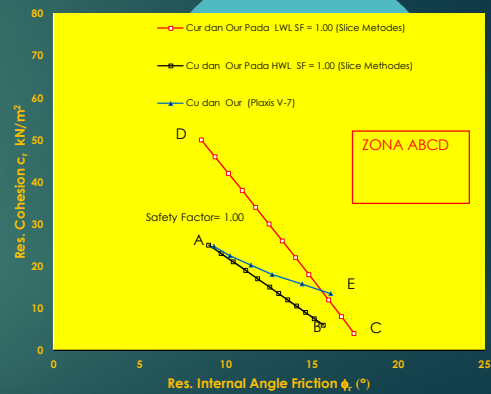 80
70
60
50
40
30
20
10
0
Res. Cohesion cᵣ kN/m²
Cur dan Our Pada LWL SF = 1.00 (Slice Metodes)
Cu dan Our Pada HWL SF = 1.00 (Slice Methodes)
Cu dan Our (Plaxis V-7)
D
ZONA ABCD
Safety Factor= 1.00
A
E
B
C
0 5 10 15 20 25
Res. Internal Angle Friction ϕᵣ (°)